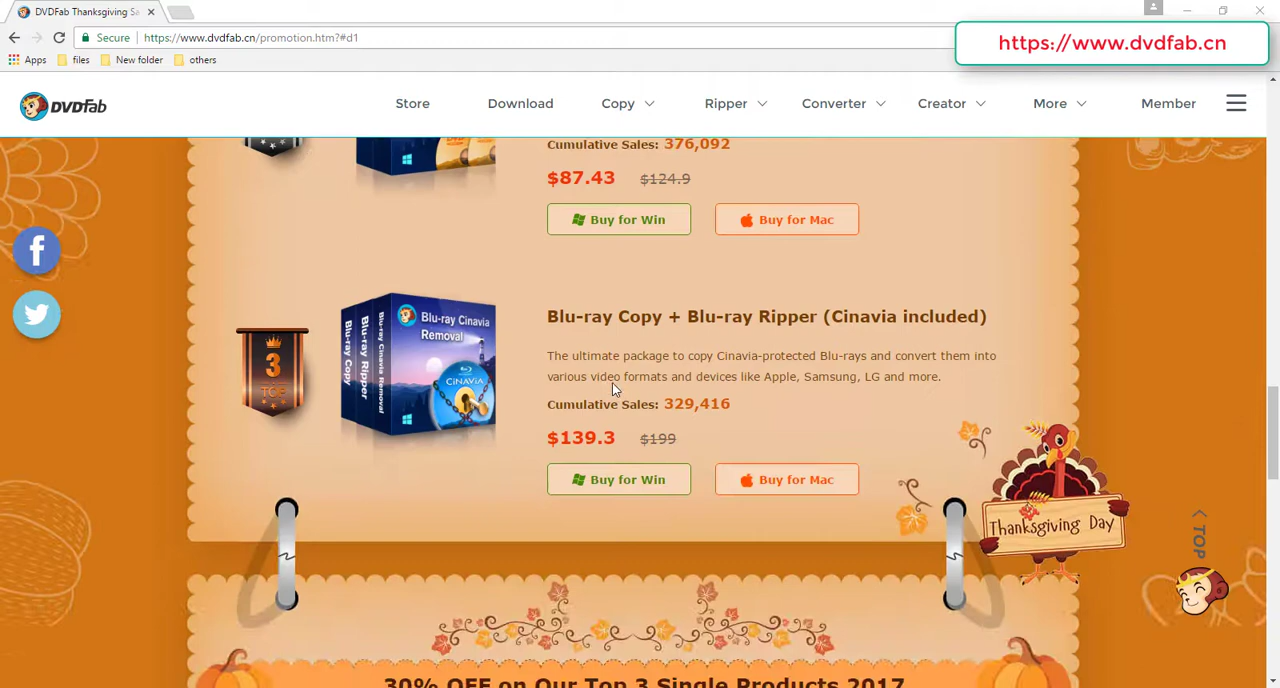 DVDFab Thanksgiving Sa
Secure https://www.dvdfab.cn/promotion.htm?#d1
https://www.dvdfab.cn
Apps files New folder others
DVDFab Store Download Copy Ripper Converter Creator More Member
Cumulative Sales: 376,092
$87.43 $124.9
Buy for Win Buy for Mac
3
TOP
Blu-ray Copy
Blu-ray Ripper
Blu-ray Cinavia Removal
Blu-ray Cinavia
Removal
CINAVIA
Blu-ray Copy + Blu-ray Ripper (Cinavia included)
The ultimate package to copy Cinavia-protected Blu-rays and convert them into
various video formats and devices like Apple, Samsung, LG and more.
Cumulative Sales: 329,416
$139.3 $199
Buy for Win Buy for Mac
Thanksgiving Day
TOP
30% OFF on Our Top 3 Single Products 2017